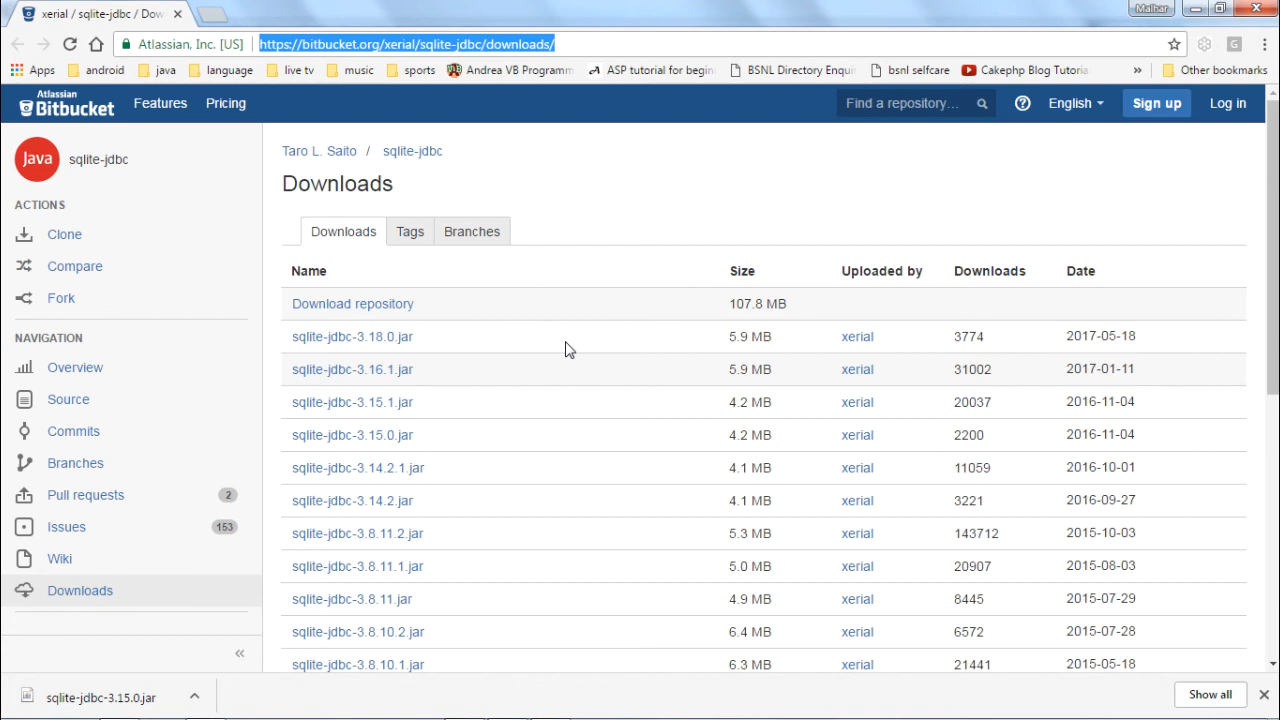 xerial / sqlite-jdbc / Dow
Malhar
Atlassian, Inc. [US] https://bitbucket.org/xerial/sqlite-jdbc/downloads/
Apps android java language live tv music sports Andrea VB Programm ASP tutorial for begin BSNL Directory Enqui bsnl selfcare Cakephp Blog Tutoria » Other bookmarks
Atlassian
Bitbucket Features Pricing Find a repository... English Sign up Log in
Java sqlite-jdbc
ACTIONS
Clone
Compare
Fork
NAVIGATION
Overview
Source
Commits
Branches
Pull requests 2
Issues 153
Wiki
Downloads
«
Taro L. Saito / sqlite-jdbc
Downloads
Downloads Tags Branches
Name Size Uploaded by Downloads Date
Download repository 107.8 MB
sqlite-jdbc-3.18.0.jar 5.9 MB xerial 3774 2017-05-18
sqlite-jdbc-3.16.1.jar 5.9 MB xerial 31002 2017-01-11
sqlite-jdbc-3.15.1.jar 4.2 MB xerial 20037 2016-11-04
sqlite-jdbc-3.15.0.jar 4.2 MB xerial 2200 2016-11-04
sqlite-jdbc-3.14.2.1.jar 4.1 MB xerial 11059 2016-10-01
sqlite-jdbc-3.14.2.jar 4.1 MB xerial 3221 2016-09-27
sqlite-jdbc-3.8.11.2.jar 5.3 MB xerial 143712 2015-10-03
sqlite-jdbc-3.8.11.1.jar 5.0 MB xerial 20907 2015-08-03
sqlite-jdbc-3.8.11.jar 4.9 MB xerial 8445 2015-07-29
sqlite-jdbc-3.8.10.2.jar 6.4 MB xerial 6572 2015-07-28
sqlite-jdbc-3.8.10.1.jar 6.3 MB xerial 21441 2015-05-18
sqlite-jdbc-3.15.0.jar Show all